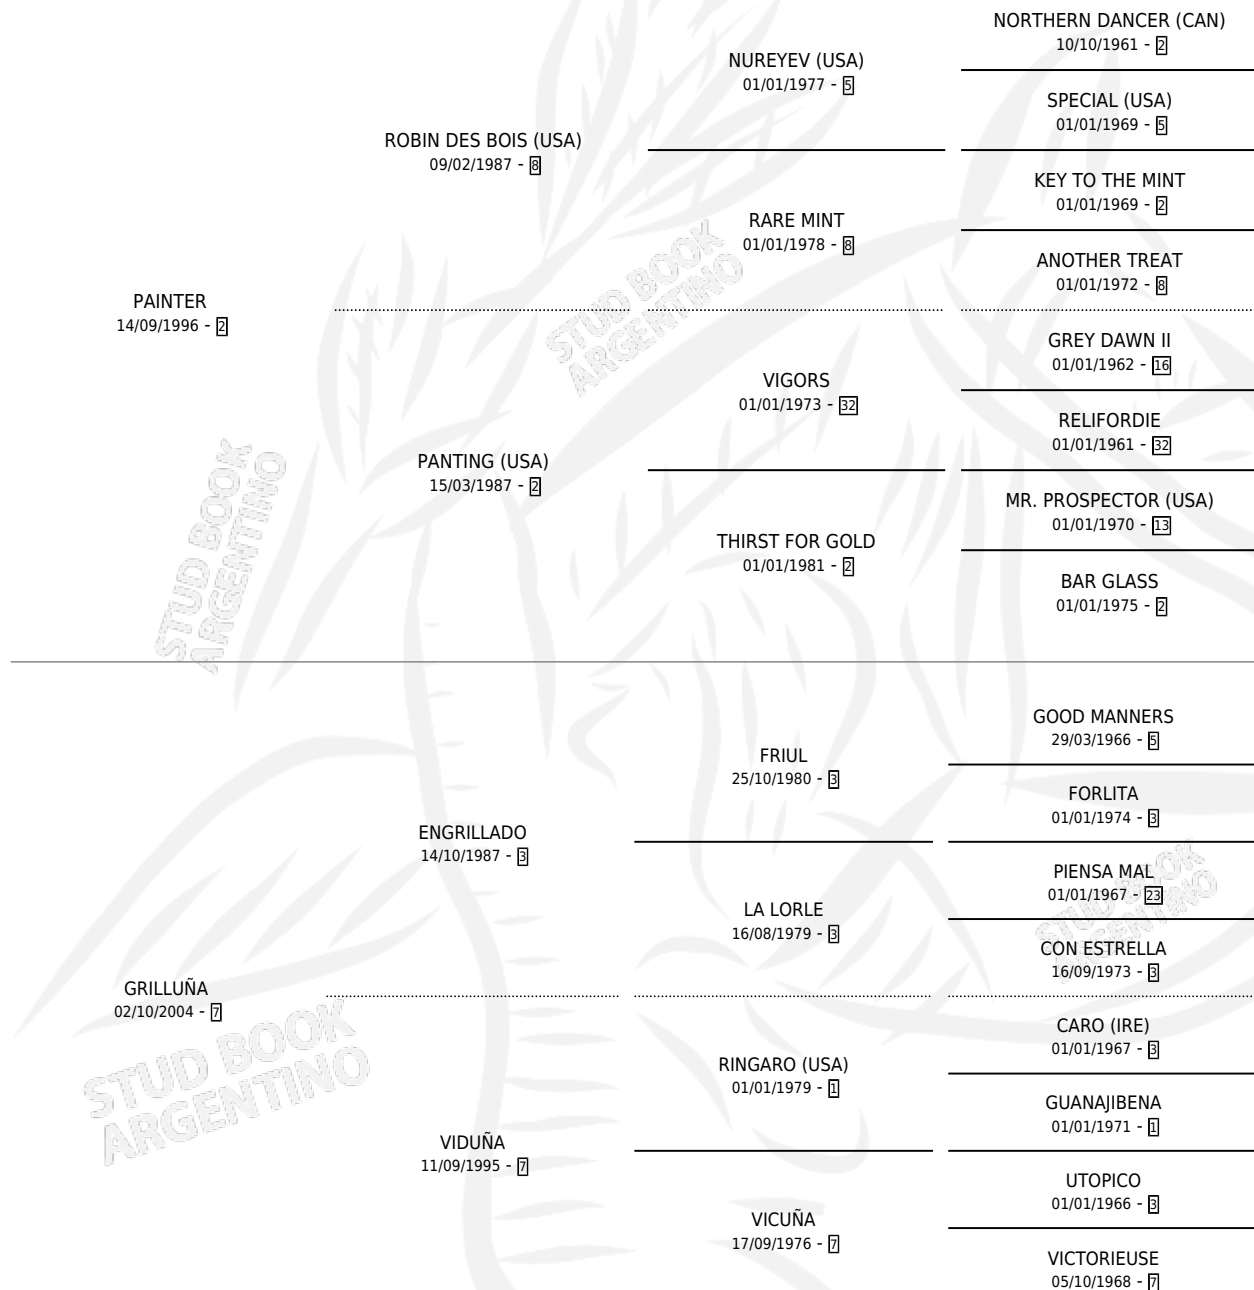 NORTHERN DANCER (CAN)
10/10/1961 - 2
NUREYEV (USA)
01/01/1977 - 5
SPECIAL (USA)
01/01/1969 - 5
ROBIN DES BOIS (USA)
09/02/1987 - 8
KEY TO THE MINT
01/01/1969 - 2
RARE MINT
01/01/1978 - 8
ANOTHER TREAT
01/01/1972 - 8
PAINTER
14/09/1996 - 2
GREY DAWN II
01/01/1962 - 16
VIGORS
01/01/1973 - 32
RELIFORDIE
01/01/1961 - 32
PANTING (USA)
15/03/1987 - 2
MR. PROSPECTOR (USA)
01/01/1970 - 13
THIRST FOR GOLD
01/01/1981 - 2
BAR GLASS
01/01/1975 - 2
GOOD MANNERS
29/03/1966 - 5
FRIUL
25/10/1980 - 3
FORLITA
01/01/1974 - 3
ENGRILLADO
14/10/1987 - 3
PIENSA MAL
01/01/1967 - 23
LA LORLE
16/08/1979 - 3
CON ESTRELLA
16/09/1973 - 3
GRILLUÑA
02/10/2004 - 7
CARO (IRE)
01/01/1967 - 3
RINGARO (USA)
01/01/1979 - 1
GUANAJIBENA
01/01/1971 - 1
VIDUÑA
11/09/1995 - 7
UTOPICO
01/01/1966 - 3
VICUÑA
17/09/1976 - 7
VICTORIEUSE
05/10/1968 - 7
STUD BOOK
ARGENTINO
STUD BOOK
ARGENTINO
STUD BOOK
ARGENTINO
STUD BOOK
ARGENTINO